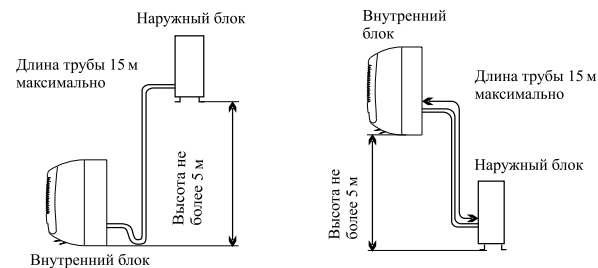 Наружный блок
Длина трубы 15 м
максимально
Высота не
более 5 м
Внутренний блок
Внутренний
блок
Длина трубы 15 м
максимально
Наружный блок
Высота не
более 5 м